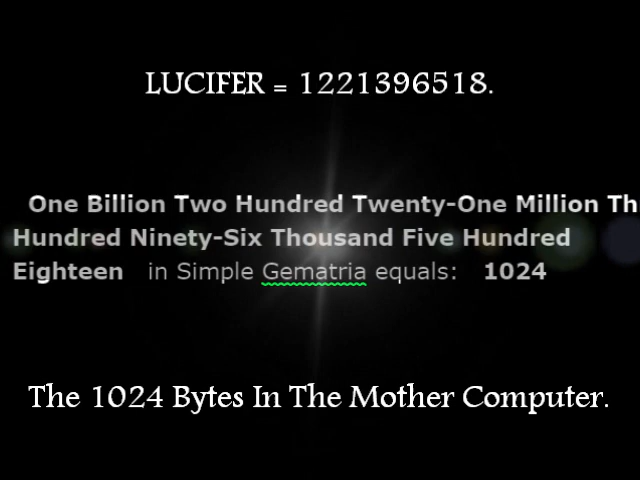 LUCIFER = 1221396518.
One Billion Two Hundred Twenty-One Million Th
Hundred Ninety-Six Thousand Five Hundred
Eighteen in Simple Gematria equals: 1024
The 1024 Bytes In The Mother Computer.